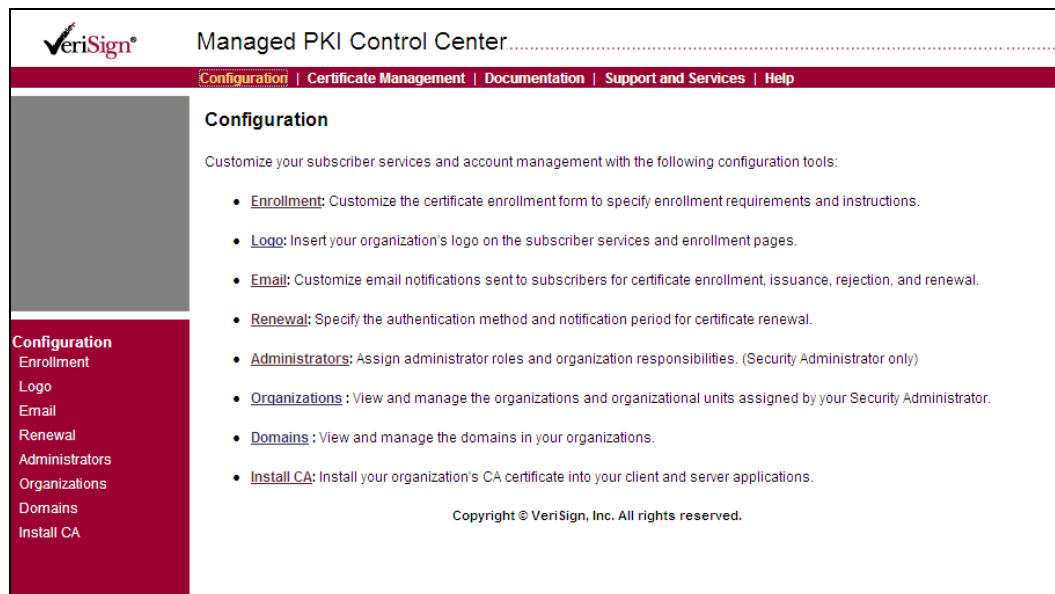 VeriSign®
Managed PKI Control Center
Configuration | Certificate Management | Documentation | Support and Services | Help
Configuration
Customize your subscriber services and account management with the following configuration tools:
• Enrollment: Customize the certificate enrollment form to specify enrollment requirements and instructions.
• Logo: Insert your organization's logo on the subscriber services and enrollment pages.
• Email: Customize email notifications sent to subscribers for certificate enrollment, issuance, rejection, and renewal.
• Renewal: Specify the authentication method and notification period for certificate renewal.
• Administrators: Assign administrator roles and organization responsibilities. (Security Administrator only)
• Organizations : View and manage the organizations and organizational units assigned by your Security Administrator.
• Domains : View and manage the domains in your organizations.
• Install CA: Install your organization's CA certificate into your client and server applications.
Copyright © VeriSign, Inc. All rights reserved.
Configuration
Enrollment
Logo
Email
Renewal
Administrators
Organizations
Domains
Install CA